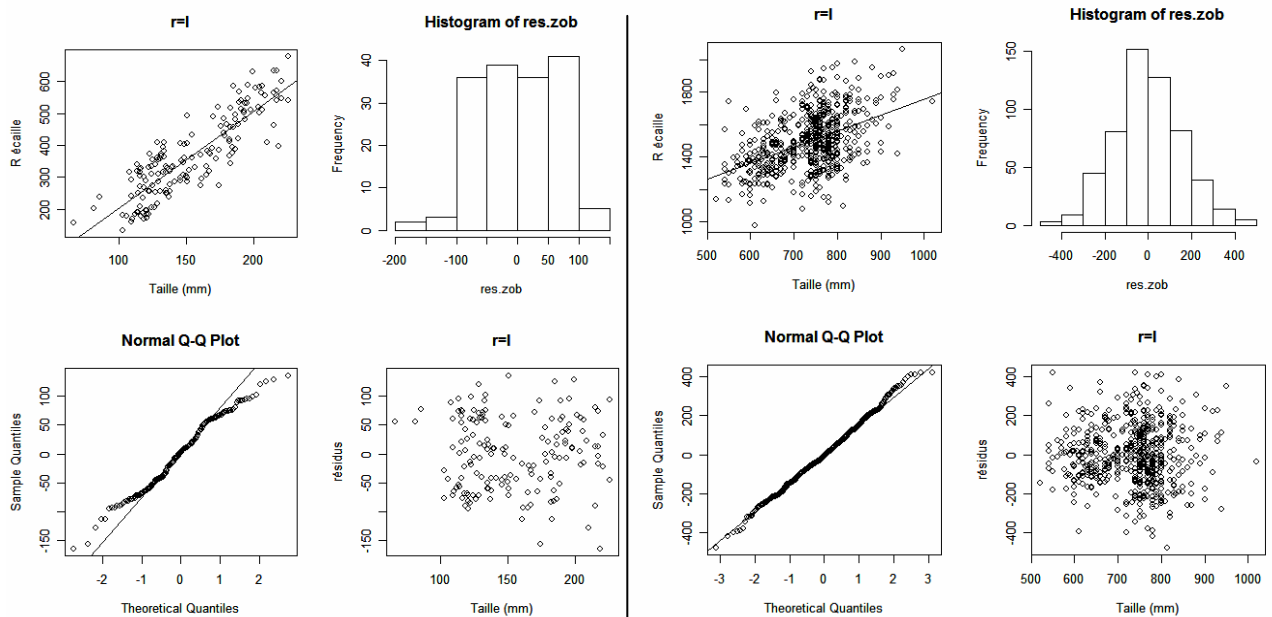 r=l
R écaille
200 300 400 500 600
100 150 200
Taille (mm)
Histogram of res.zob
Frequency
0 10 20 30 40
-200 -100 0 50 100
res.zob
Normal Q-Q Plot
Sample Quantiles
-150 -50 0 50 100
-2 -1 0 1 2
Theoretical Quantiles
r=l
résidus
-150 -50 0 50 100
100 150 200
Taille (mm)
r=l
R écaille
1000 1400 1800
500 600 700 800 900 1000
Taille (mm)
Histogram of res.zob
Frequency
0 50 100 150
-400 -200 0 200 400
res.zob
Normal Q-Q Plot
Sample Quantiles
-400 -200 0 200 400
-3 -2 -1 0 1 2 3
Theoretical Quantiles
r=l
résidus
-400 -200 0 200 400
500 600 700 800 900 1000
Taille (mm)